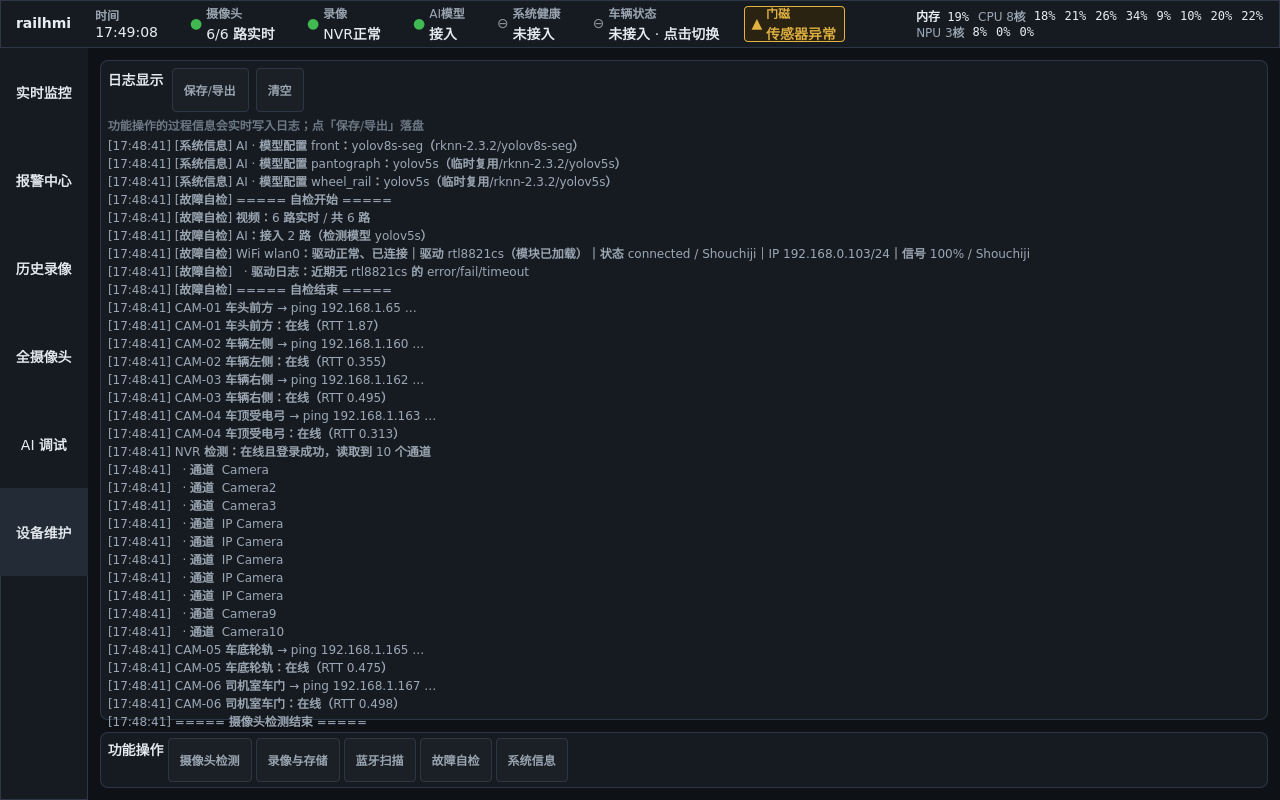 railhmi
时间
17:49:08
摄像头
6/6 路实时
录像
NVR正常
AI模型
接入
系统健康
未接入
车辆状态
未接入 · 点击切换
门磁
传感器异常
内存 19% CPU 8核 18% 21% 26% 34% 9% 10% 20% 22%
NPU 3核 8% 0% 0%
实时监控
报警中心
历史录像
全摄像头
AI 调试
设备维护
日志显示
保存/导出
清空
功能操作的过程信息会实时写入日志；点「保存/导出」落盘
[17:48:41] [系统信息] AI · 模型配置 front：yolov8s-seg（rknn-2.3.2/yolov8s-seg）
[17:48:41] [系统信息] AI · 模型配置 pantograph：yolov5s（临时复用/rknn-2.3.2/yolov5s）
[17:48:41] [系统信息] AI · 模型配置 wheel_rail：yolov5s（临时复用/rknn-2.3.2/yolov5s）
[17:48:41] [故障自检] ===== 自检开始 =====
[17:48:41] [故障自检] 视频：6 路实时 / 共 6 路
[17:48:41] [故障自检] AI：接入 2 路（检测模型 yolov5s）
[17:48:41] [故障自检] WiFi wlan0：驱动正常、已连接｜驱动 rtl8821cs（模块已加载）｜状态 connected / Shouchiji｜IP 192.168.0.103/24｜信号 100% / Shouchiji
[17:48:41] [故障自检]   · 驱动日志：近期无 rtl8821cs 的 error/fail/timeout
[17:48:41] [故障自检] ===== 自检结束 =====
[17:48:41] CAM-01 车头前方 → ping 192.168.1.65 …
[17:48:41] CAM-01 车头前方：在线（RTT 1.87）
[17:48:41] CAM-02 车辆左侧 → ping 192.168.1.160 …
[17:48:41] CAM-02 车辆左侧：在线（RTT 0.355）
[17:48:41] CAM-03 车辆右侧 → ping 192.168.1.162 …
[17:48:41] CAM-03 车辆右侧：在线（RTT 0.495）
[17:48:41] CAM-04 车顶受电弓 → ping 192.168.1.163 …
[17:48:41] CAM-04 车顶受电弓：在线（RTT 0.313）
[17:48:41] NVR 检测：在线且登录成功，读取到 10 个通道
[17:48:41]   · 通道  Camera
[17:48:41]   · 通道  Camera2
[17:48:41]   · 通道  Camera3
[17:48:41]   · 通道  IP Camera
[17:48:41]   · 通道  IP Camera
[17:48:41]   · 通道  IP Camera
[17:48:41]   · 通道  IP Camera
[17:48:41]   · 通道  IP Camera
[17:48:41]   · 通道  Camera9
[17:48:41]   · 通道  Camera10
[17:48:41] CAM-05 车底轮轨 → ping 192.168.1.165 …
[17:48:41] CAM-05 车底轮轨：在线（RTT 0.475）
[17:48:41] CAM-06 司机室车门 → ping 192.168.1.167 …
[17:48:41] CAM-06 司机室车门：在线（RTT 0.498）
[17:48:41] ===== 摄像头检测结束 =====
功能操作
摄像头检测
录像与存储
蓝牙扫描
故障自检
系统信息